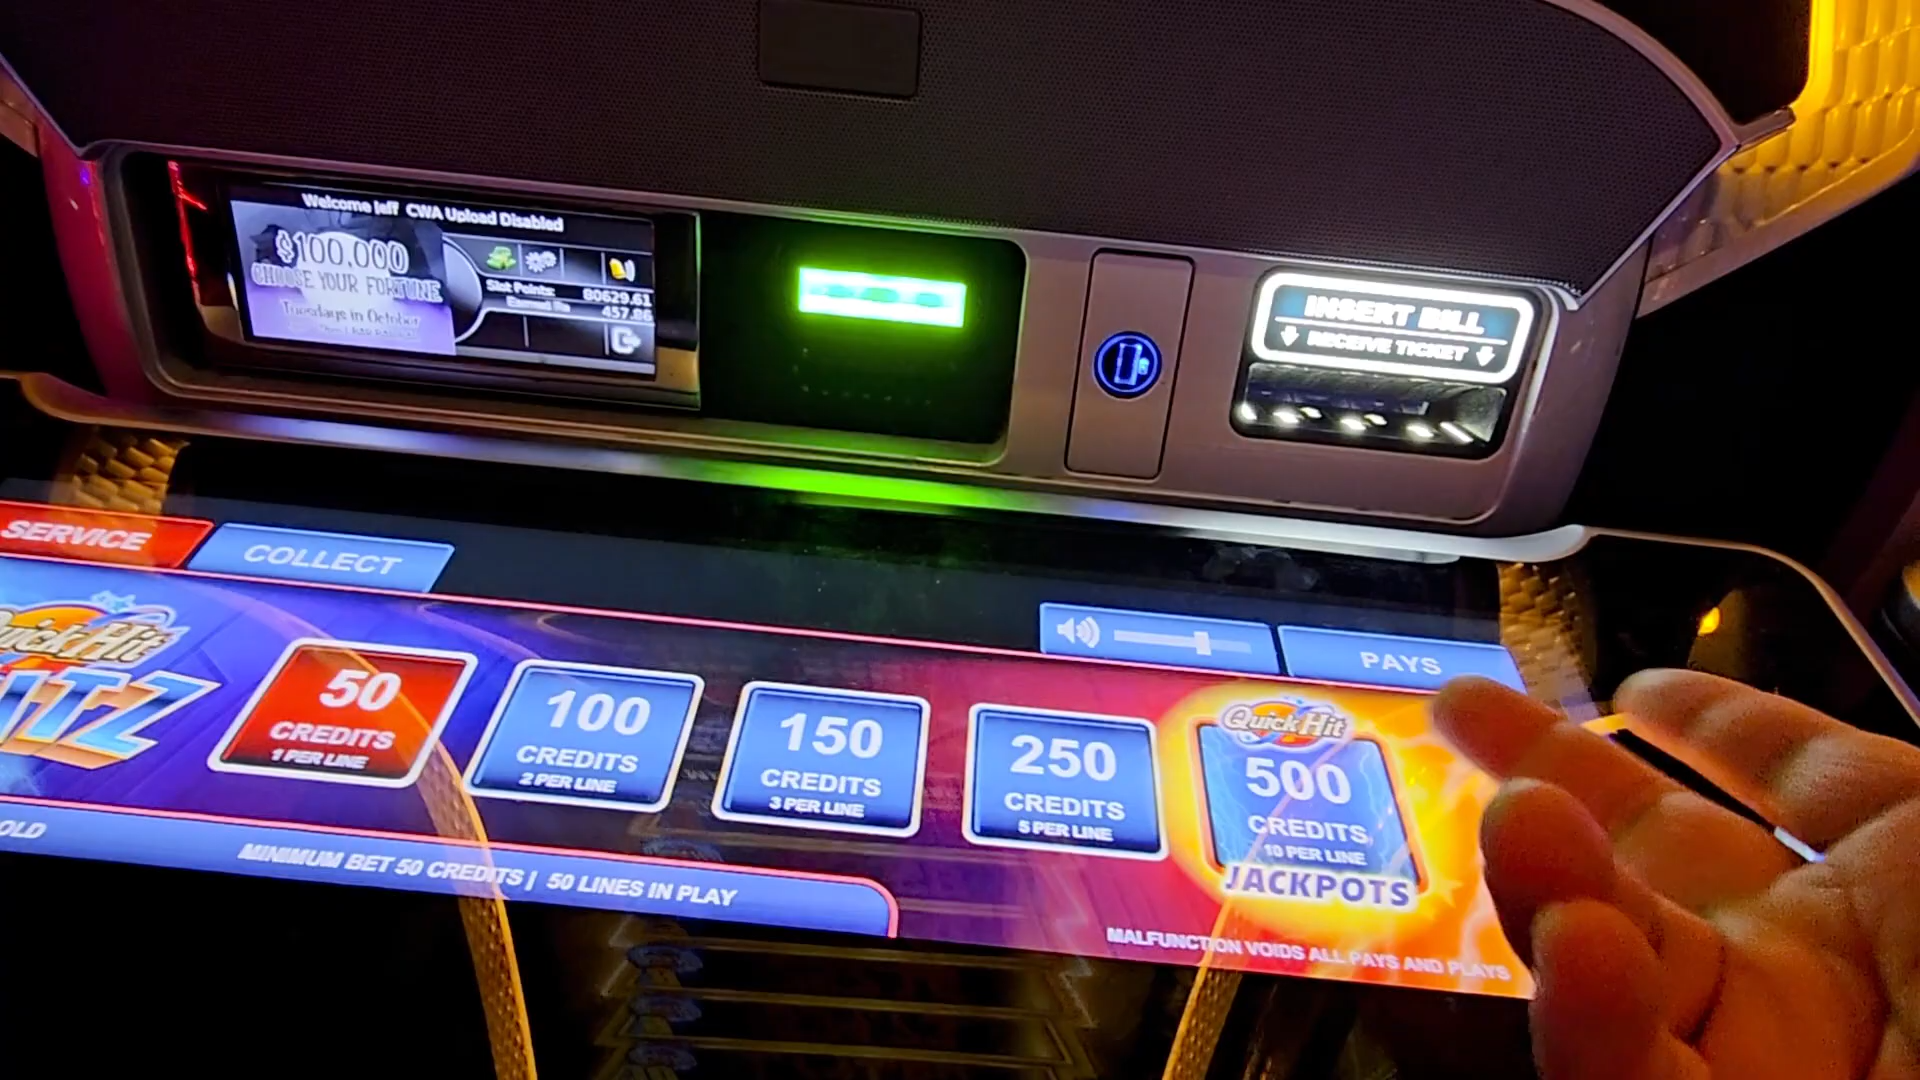 Welcome Jeff CWA Upload Disabled
$100,000
CHOOSE YOUR FORTUNE
Tuesdays in October
Slot Points: 80629.61
Earned 457.86
INSERT BILL
RECEIVE TICKET
SERVICE
COLLECT
PAYS
Quick Hit
50
CREDITS
1 PER LINE
100
CREDITS
2 PER LINE
150
CREDITS
3 PER LINE
250
CREDITS
5 PER LINE
Quick Hit
500
CREDITS
10 PER LINE
JACKPOTS
MINIMUM BET 50 CREDITS | 50 LINES IN PLAY
MALFUNCTION VOIDS ALL PAYS AND PLAYS